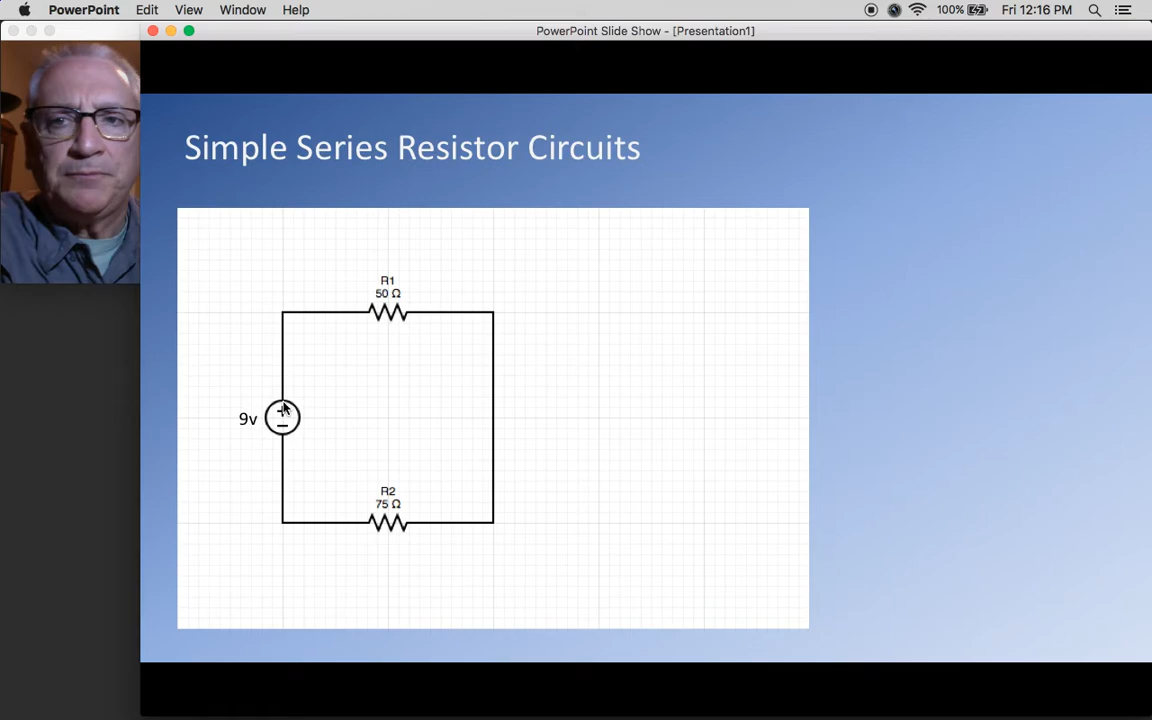 PowerPoint Edit View Window Help 100% Fri 12:16 PM
PowerPoint Slide Show - [Presentation1]
Simple Series Resistor Circuits
R1
50 Ω
9v
R2
75 Ω